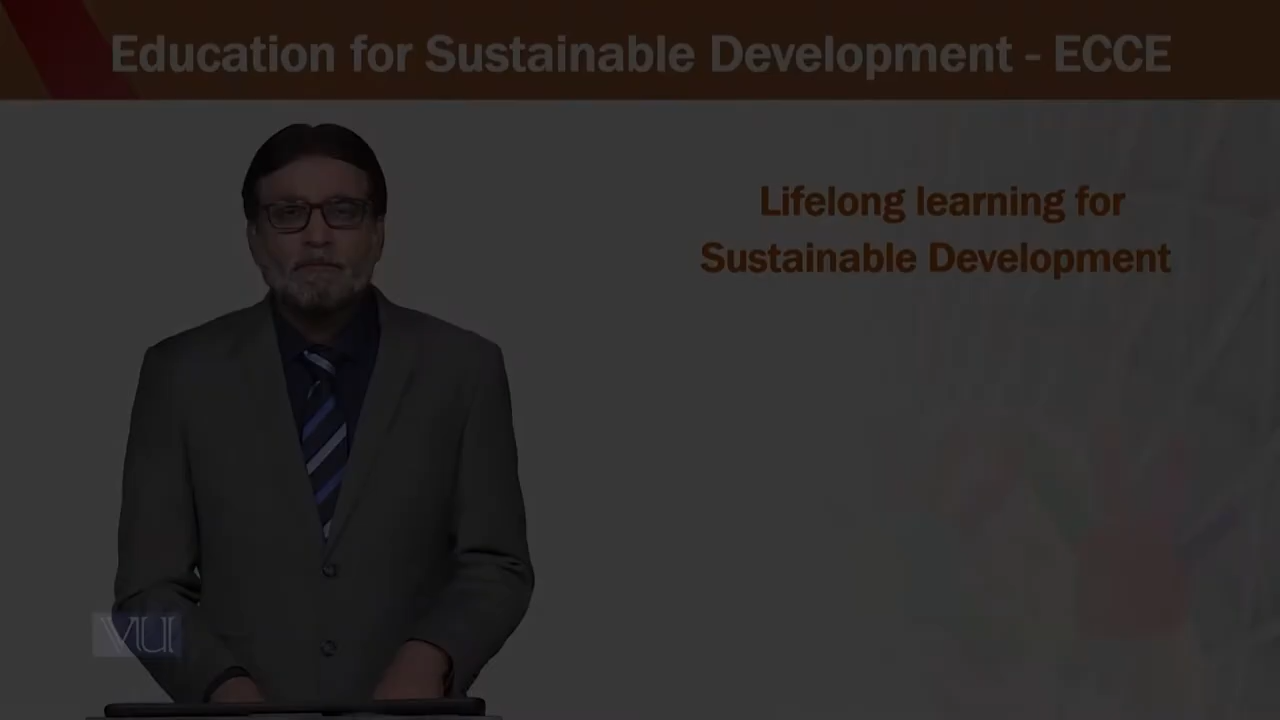 Education for Sustainable Development - ECCE
Lifelong learning for
Sustainable Development
VU